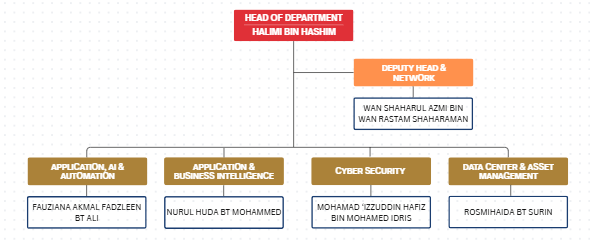 HEAD OF DEPARTMENT
HALIMI BIN HASHIM
DEPUTY HEAD &
NETWORK
WAN SHAHARUL AZMI BIN
WAN RASTAM SHAHARAMAN
APPLICATION, AI &
AUTOMATION
FAUZIANA AKMAL FADZLEEN
BT ALI
APPLICATION &
BUSINESS INTELLIGENCE
NURUL HUDA BT MOHAMMED
CYBER SECURITY
MOHAMAD 'IZZUDDIN HAFIZ
BIN MOHAMED IDRIS
DATA CENTER & ASSET
MANAGEMENT
ROSMIHAIDA BT SURIN